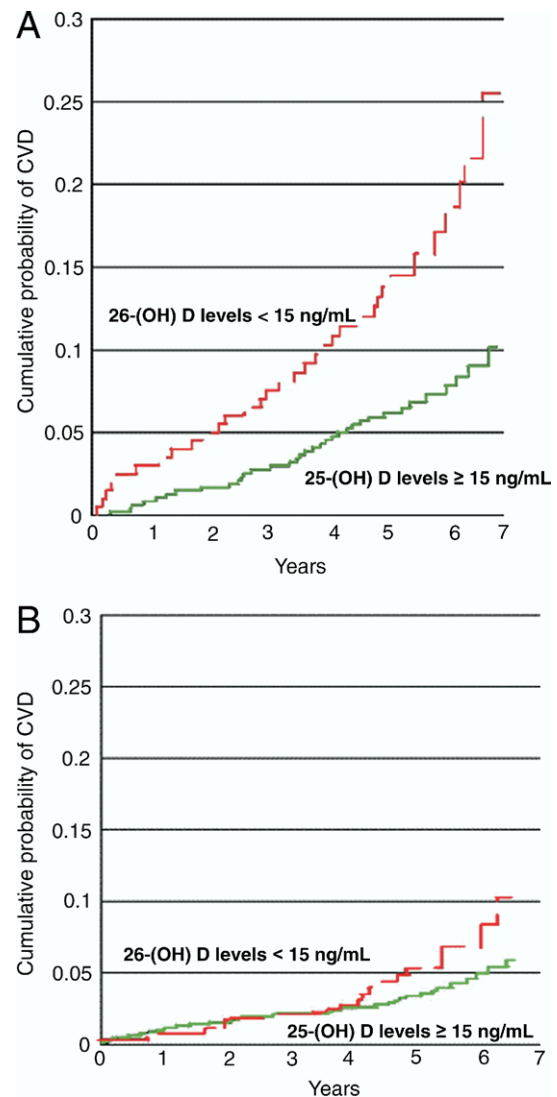 A
0.3
0.25
0.2
0.15
0.1
0.05
0
Cumulative probability of CVD
26-(OH) D levels < 15 ng/mL
25-(OH) D levels ≥ 15 ng/mL
0 1 2 3 4 5 6 7
Years
B
0.3
0.25
0.2
0.15
0.1
0.05
0
Cumulative probability of CVD
26-(OH) D levels < 15 ng/mL
25-(OH) D levels ≥ 15 ng/mL
0 1 2 3 4 5 6 7
Years